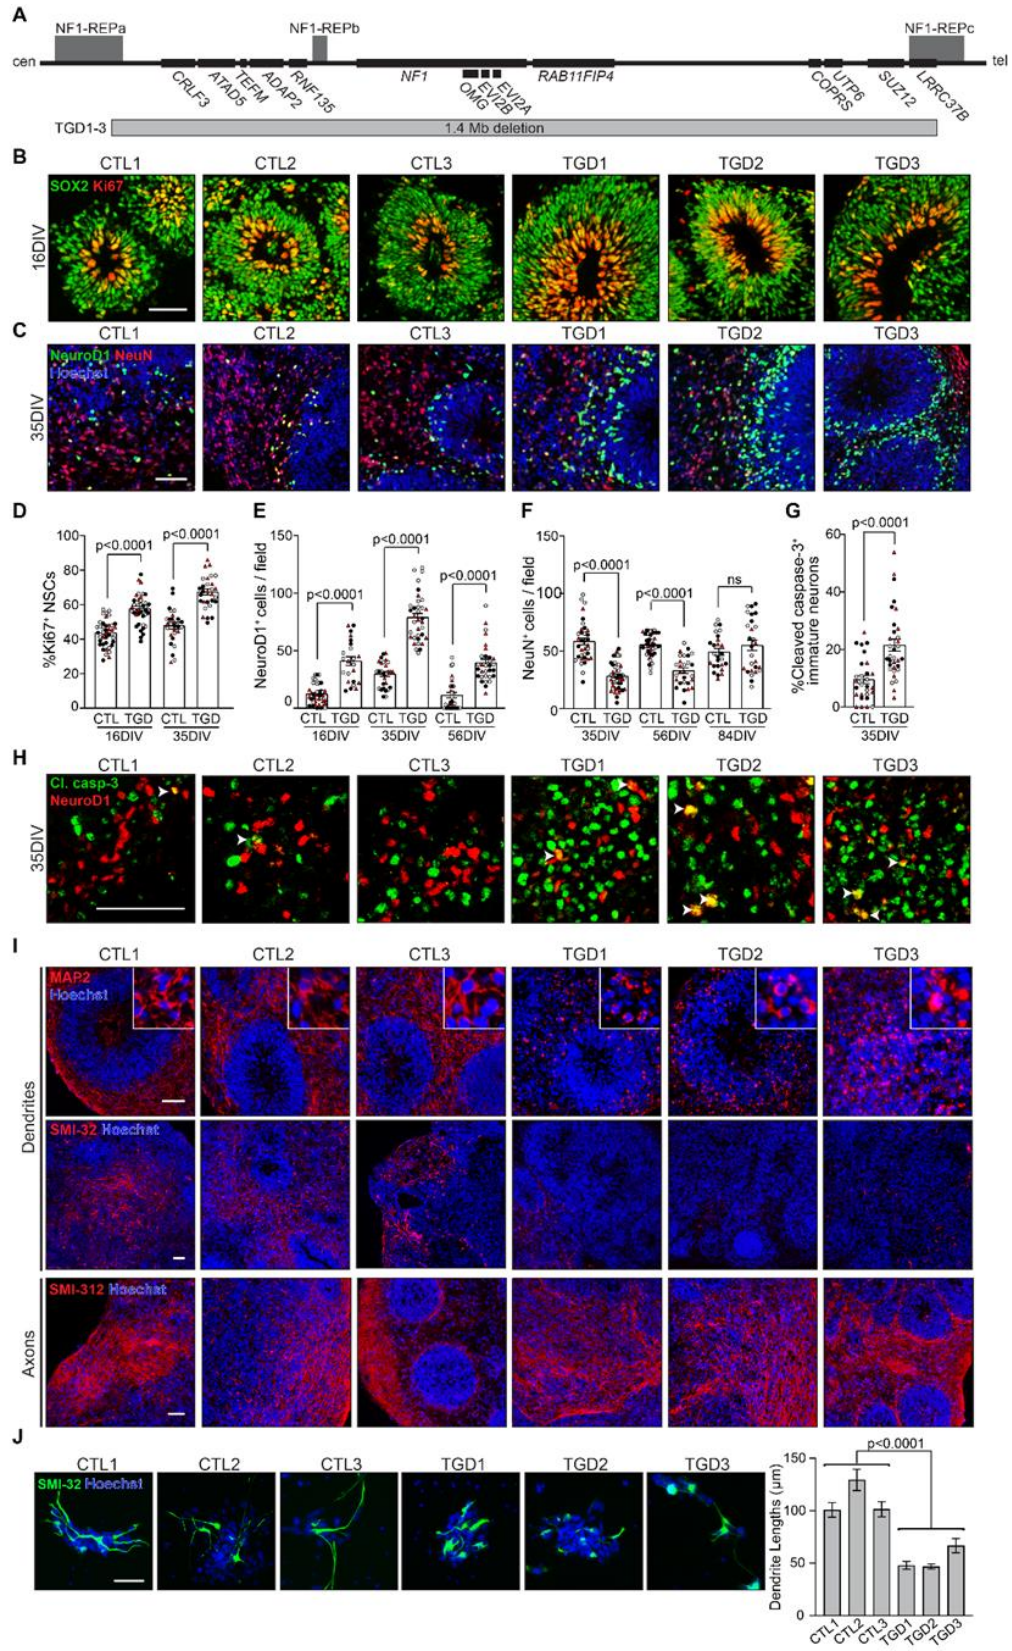 A
NF1-REPa NF1-REPb NF1-REPc
cen tel
CRLF3 ATAD5 TEFM ADAP2 RNF135 NF1 OMG EVI2B EVI2A RAB11FIP4 COPRS UTP6 SUZ12 LRRC37B
TGD1-3 1.4 Mb deletion
B
CTL1 CTL2 CTL3 TGD1 TGD2 TGD3
SOX2 Ki67
16DIV
C
CTL1 CTL2 CTL3 TGD1 TGD2 TGD3
NeuroD1 NeuN
Hoechst
35DIV
D
%Ki67⁺ NSCs
100
80
60
40
20
0
p<0.0001 p<0.0001
CTL TGD CTL TGD
16DIV 35DIV
E
NeuroD1⁺ cells / field
150
100
50
0
p<0.0001 p<0.0001 p<0.0001
CTL TGD CTL TGD CTL TGD
16DIV 35DIV 56DIV
F
NeuN⁺ cells / field
150
100
50
0
p<0.0001 p<0.0001 ns
CTL TGD CTL TGD CTL TGD
35DIV 56DIV 84DIV
G
%Cleaved caspase-3⁺
immature neurons
60
40
20
0
p<0.0001
CTL TGD
35DIV
H
CTL1 CTL2 CTL3 TGD1 TGD2 TGD3
Cl. casp-3
NeuroD1
35DIV
I
CTL1 CTL2 CTL3 TGD1 TGD2 TGD3
MAP2
Hoechst
Dendrites
SMI-32 Hoechst
SMI-312 Hoechst
Axons
J
CTL1 CTL2 CTL3 TGD1 TGD2 TGD3
SMI-32 Hoechst
Dendrite Lengths (µm)
150
100
50
0
p<0.0001
CTL1 CTL2 CTL3 TGD1 TGD2 TGD3